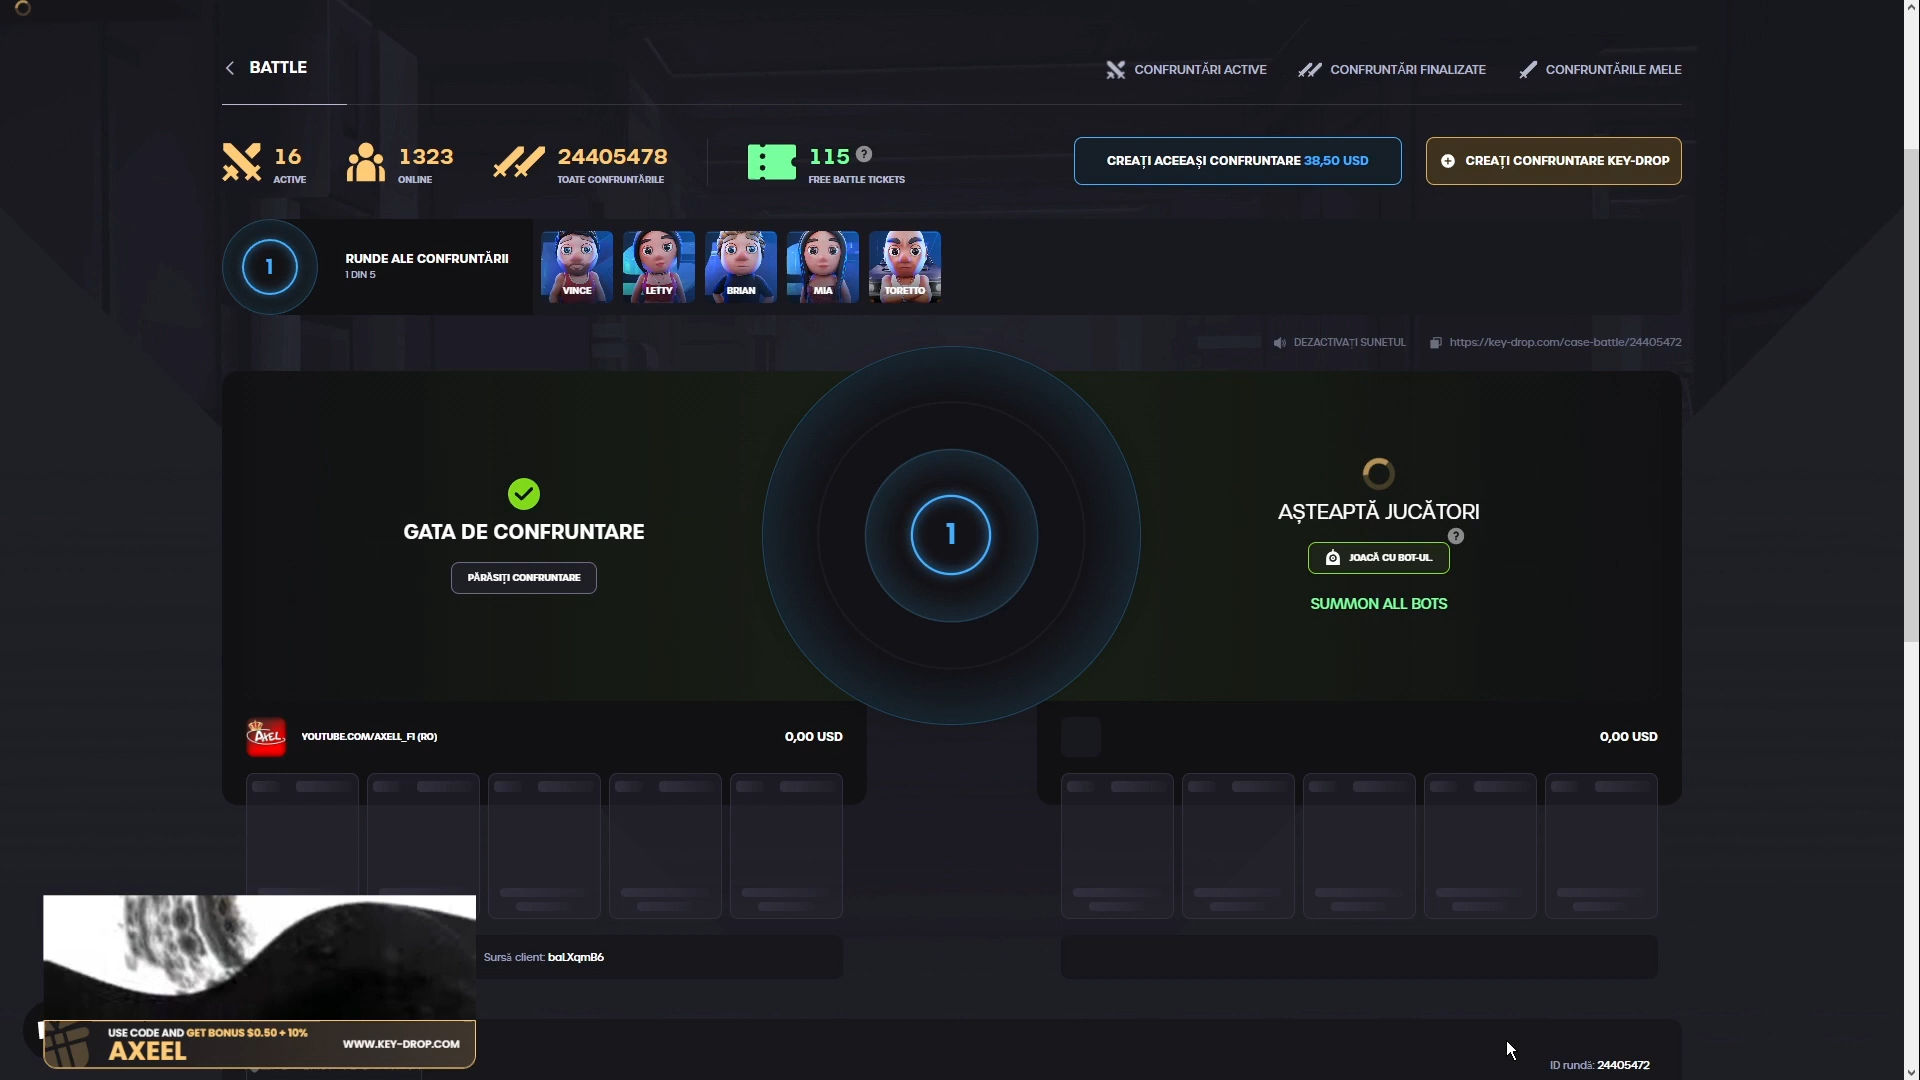 BATTLE
CONFRUNTĂRI ACTIVE
CONFRUNTĂRI FINALIZATE
CONFRUNTĂRILE MELE
16
ACTIVE
1323
ONLINE
24405478
TOATE CONFRUNTĂRILE
115
?
FREE BATTLE TICKETS
CREAȚI ACEEAȘI CONFRUNTARE 38,50 USD
CREAȚI CONFRUNTARE KEY-DROP
1
RUNDE ALE CONFRUNTĂRII
1 DIN 5
VINCE
LETTY
BRIAN
MIA
TORETTO
DEZACTIVAȚI SUNETUL
https://key-drop.com/case-battle/24405472
GATA DE CONFRUNTARE
PĂRĂSIȚI CONFRUNTARE
1
AȘTEAPTĂ JUCĂTORI
?
JOACĂ CU BOT-UL
SUMMON ALL BOTS
AXEL
YOUTUBE.COM/AXELL_F1 (RO)
0,00 USD
0,00 USD
Sursă client: baLXqmB6
USE CODE AND GET BONUS $0.50 + 10%
AXEEL
WWW.KEY-DROP.COM
ID rundă: 24405472